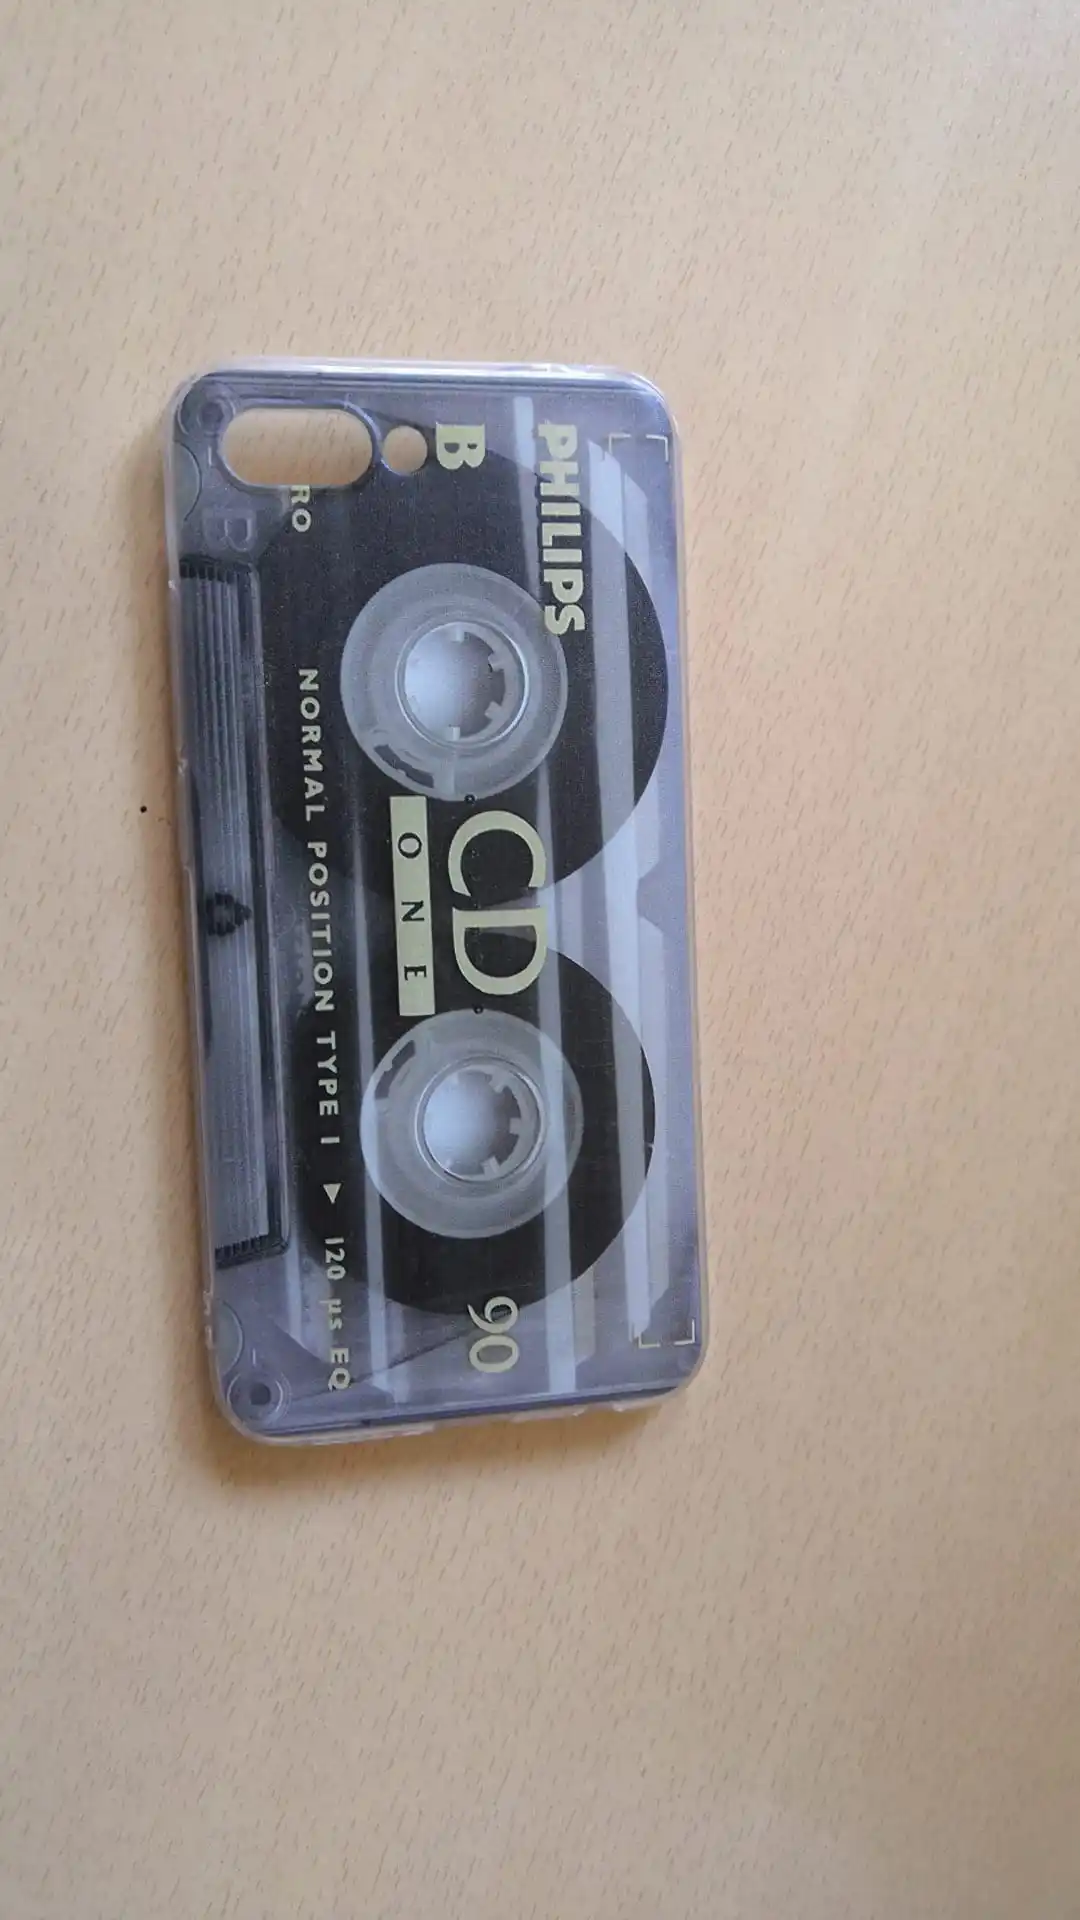 PHILIPS
B
CD
90
ONE
RO
NORMAL POSITION TYPE I ▶ 120 µs EQ
B